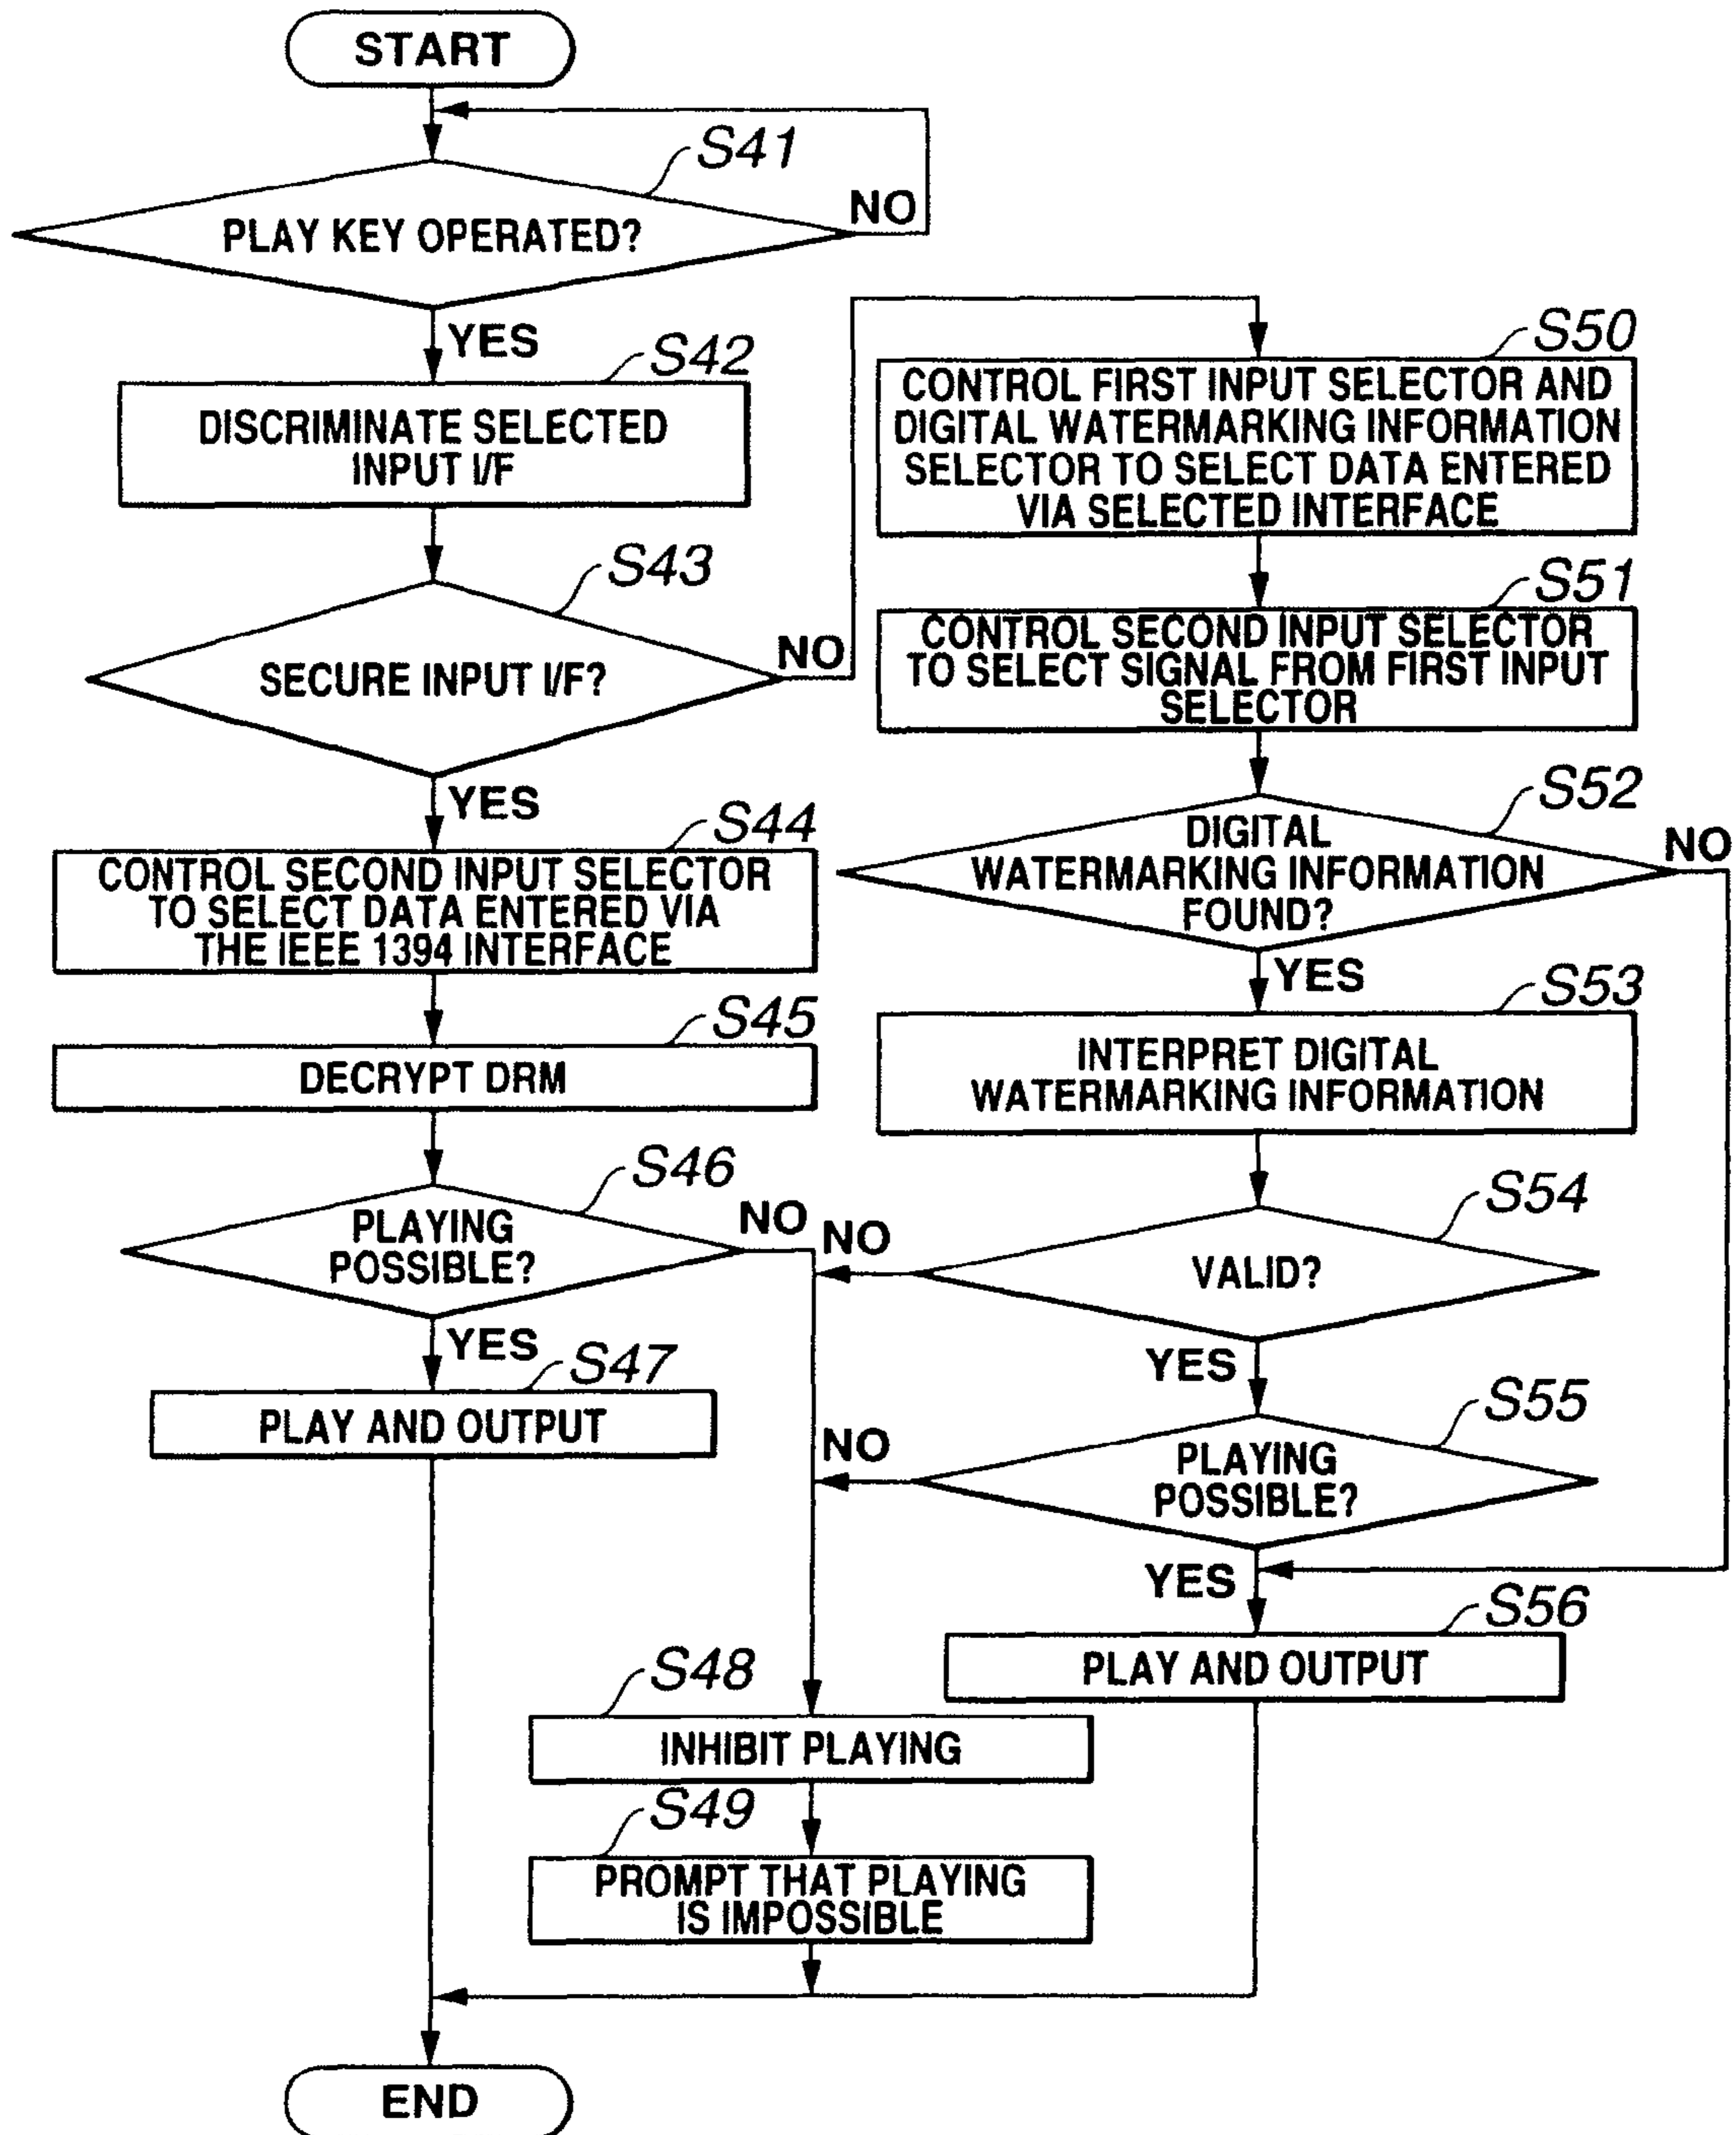 START
S41
PLAY KEY OPERATED?
NO
YES
S42
DISCRIMINATE SELECTED
INPUT I/F
S43
SECURE INPUT I/F?
NO
YES
S44
CONTROL SECOND INPUT SELECTOR
TO SELECT DATA ENTERED VIA
THE IEEE 1394 INTERFACE
S45
DECRYPT DRM
S46
PLAYING
POSSIBLE?
NO
YES
S47
PLAY AND OUTPUT
S48
INHIBIT PLAYING
S49
PROMPT THAT PLAYING
IS IMPOSSIBLE
S50
CONTROL FIRST INPUT SELECTOR AND
DIGITAL WATERMARKING INFORMATION
SELECTOR TO SELECT DATA ENTERED
VIA SELECTED INTERFACE
S51
CONTROL SECOND INPUT SELECTOR
TO SELECT SIGNAL FROM FIRST INPUT
SELECTOR
S52
DIGITAL
WATERMARKING INFORMATION
FOUND?
NO
YES
S53
INTERPRET DIGITAL
WATERMARKING INFORMATION
S54
VALID?
NO
YES
S55
PLAYING
POSSIBLE?
NO
YES
S56
PLAY AND OUTPUT
END